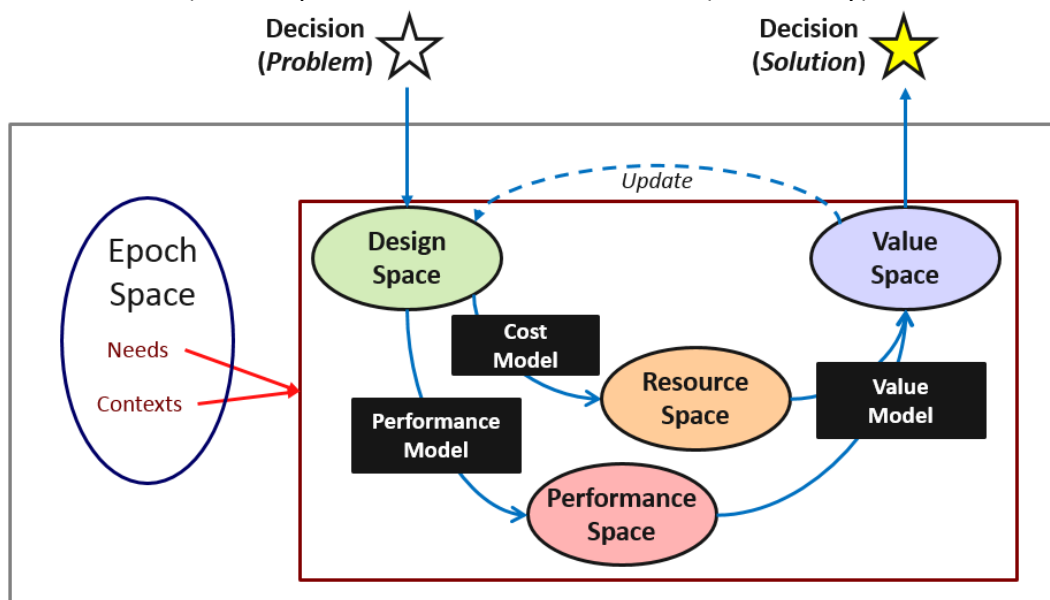 Decision
(Problem)
Decision
(Solution)
Update
Epoch
Space
Needs
Contexts
Design
Space
Value
Space
Cost
Model
Resource
Space
Performance
Model
Value
Model
Performance
Space